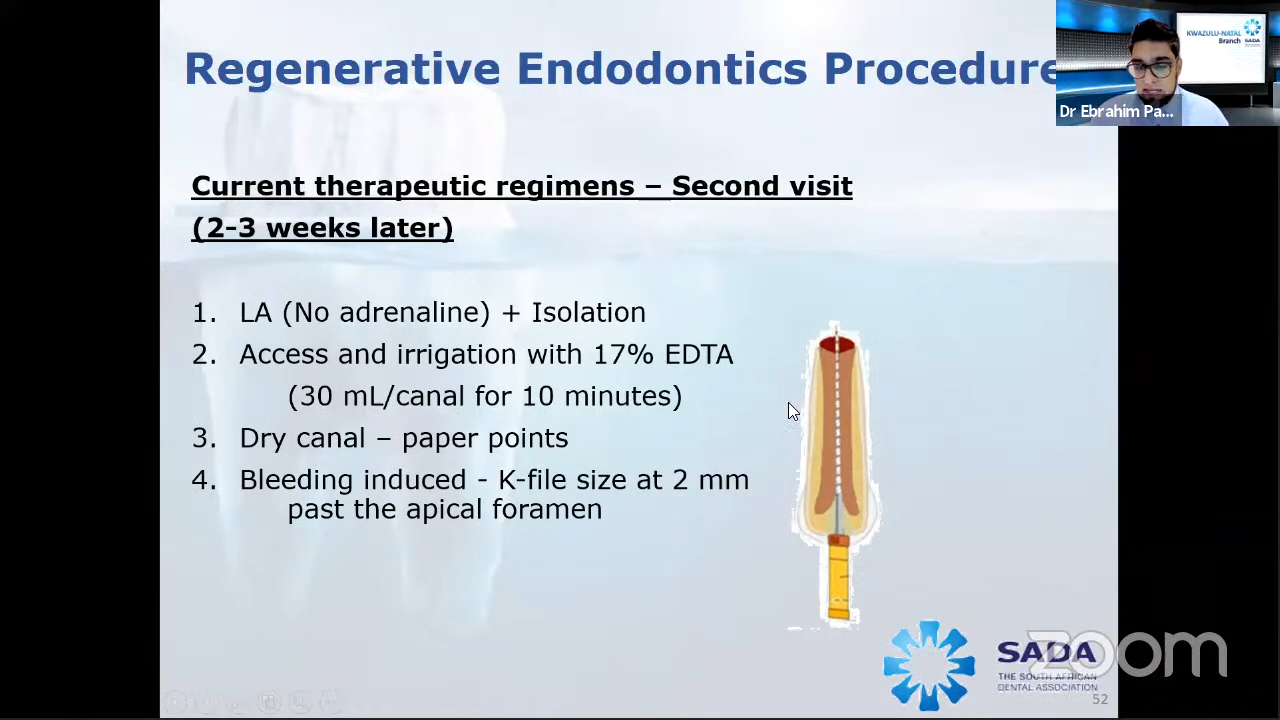 Regenerative Endodontics Procedure
KWAZULU-NATAL
Branch
SADA
Dr Ebrahim Pa...
Current therapeutic regimens – Second visit
(2-3 weeks later)
1. LA (No adrenaline) + Isolation
2. Access and irrigation with 17% EDTA
(30 mL/canal for 10 minutes)
3. Dry canal – paper points
4. Bleeding induced - K-file size at 2 mm
past the apical foramen
SADA
THE SOUTH AFRICAN
DENTAL ASSOCIATION
zoom
52